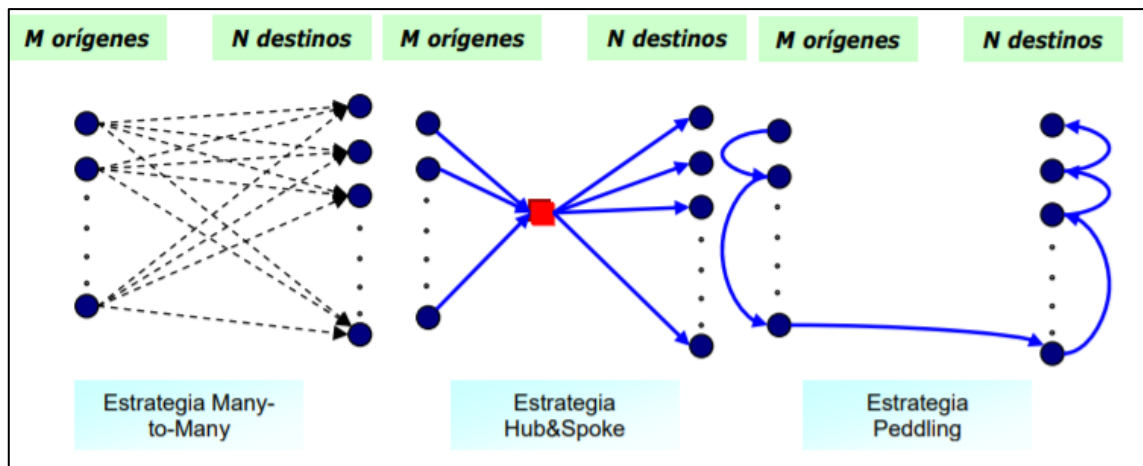 M orígenes
N destinos
M orígenes
N destinos
M orígenes
N destinos
Estrategia Many-
to-Many
Estrategia
Hub&Spoke
Estrategia
Peddling